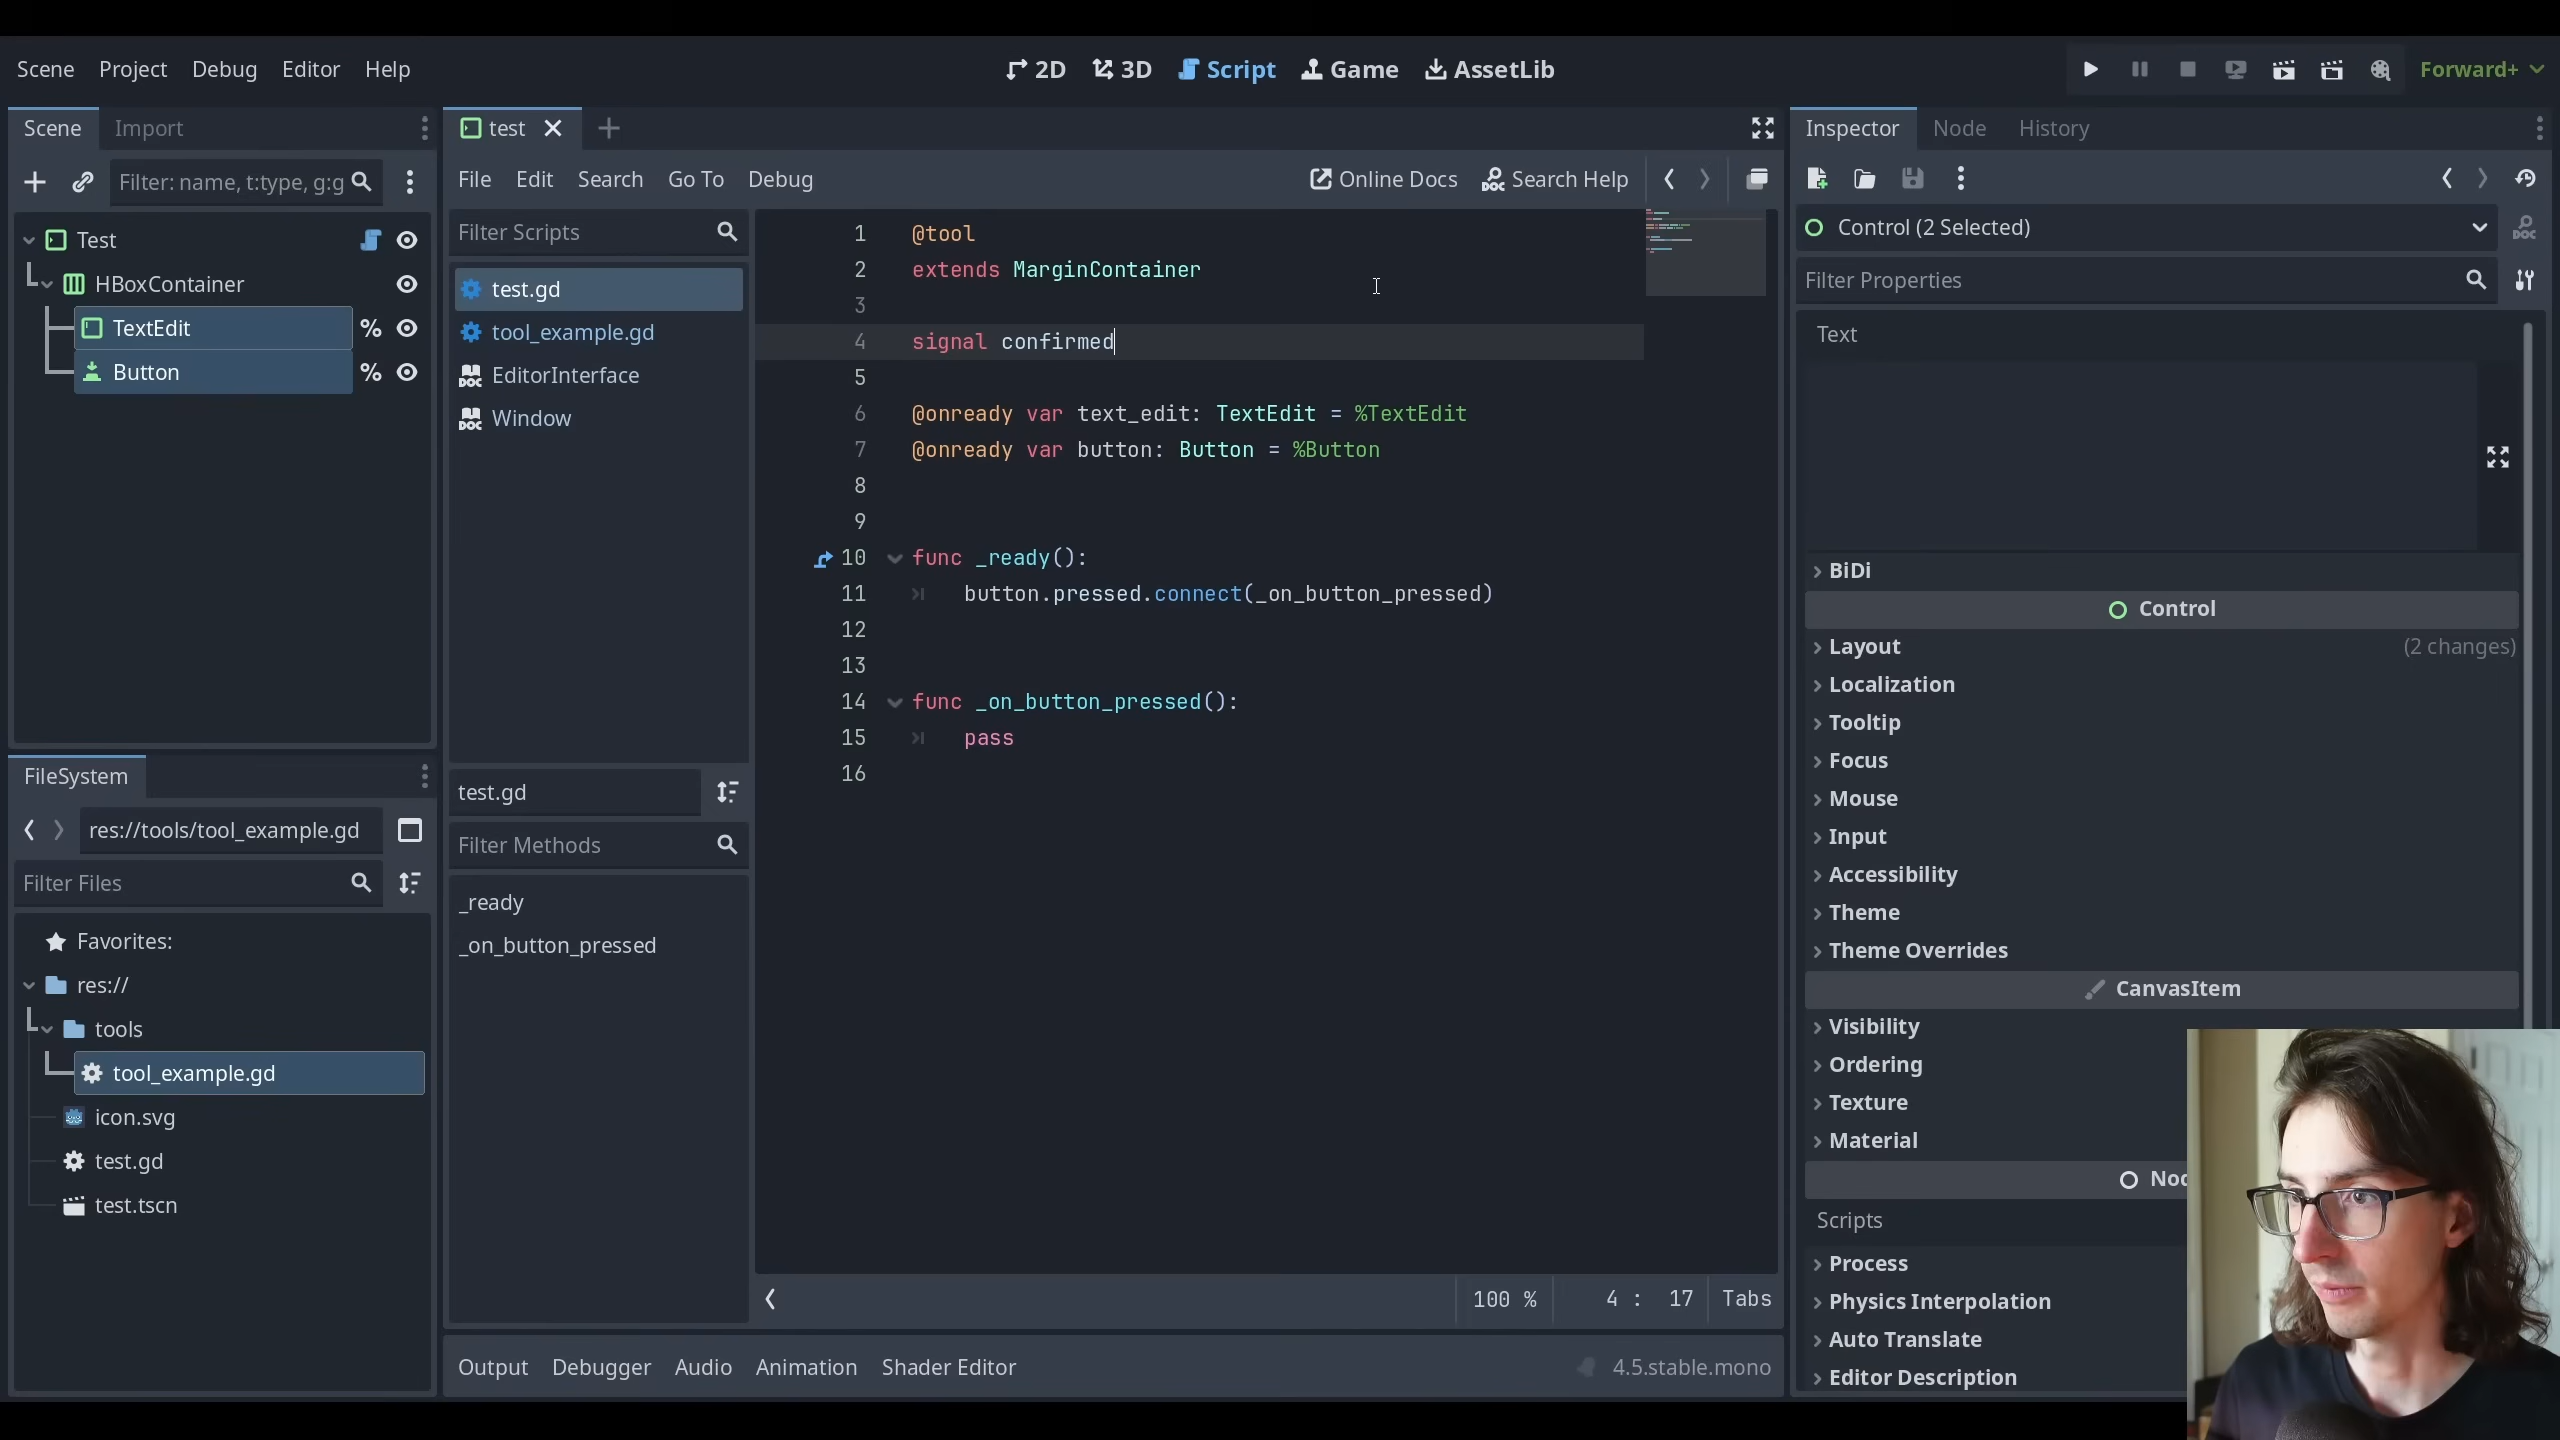 Scene Project Debug Editor Help
2D 3D Script Game AssetLib
Forward+
Scene Import
Filter: name, t:type, g:g
Test
HBoxContainer
TextEdit %
Button %
FileSystem
res://tools/tool_example.gd
Filter Files
Favorites:
res://
tools
tool_example.gd
icon.svg
test.gd
test.tscn
test
File Edit Search Go To Debug
Online Docs Search Help
Filter Scripts
test.gd
tool_example.gd
EditorInterface
Window
test.gd
Filter Methods
_ready
_on_button_pressed
1 @tool
2 extends MarginContainer
3
4 signal confirmed
5
6 @onready var text_edit: TextEdit = %TextEdit
7 @onready var button: Button = %Button
8
9
10 func _ready():
11 button.pressed.connect(_on_button_pressed)
12
13
14 func _on_button_pressed():
15 pass
16
100 % 4 : 17 Tabs
Output Debugger Audio Animation Shader Editor
4.5.stable.mono
Inspector Node History
Control (2 Selected)
Filter Properties
Text
BiDi
Control
Layout (2 changes)
Localization
Tooltip
Focus
Mouse
Input
Accessibility
Theme
Theme Overrides
CanvasItem
Visibility
Ordering
Texture
Material
Scripts
Process
Physics Interpolation
Auto Translate
Editor Description